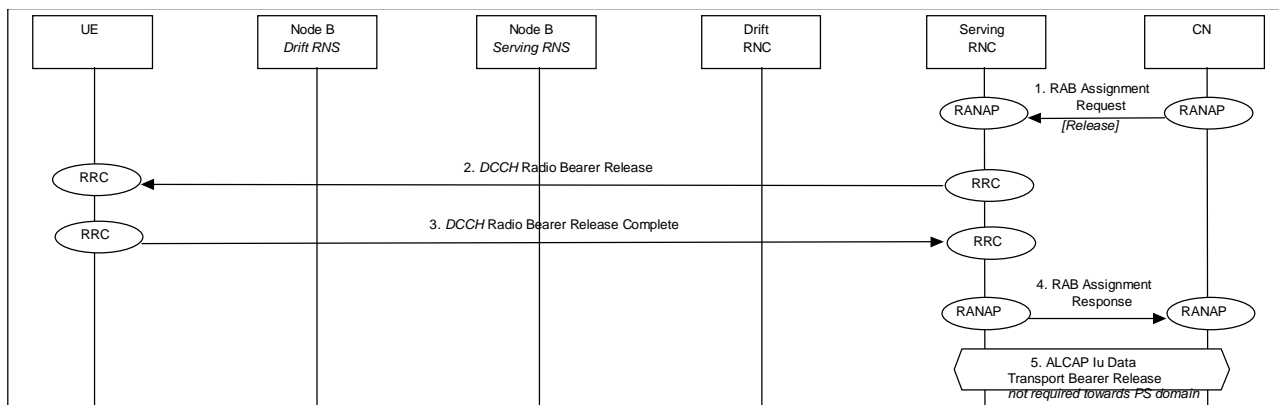 UE
Node B
Drift RNS
Node B
Serving RNS
Drift
RNC
Serving
RNC
CN
1. RAB Assignment
Request
[Release]
RANAP
RANAP
2. DCCH Radio Bearer Release
RRC
RRC
3. DCCH Radio Bearer Release Complete
RRC
RRC
4. RAB Assignment
Response
RANAP
RANAP
5. ALCAP Iu Data
Transport Bearer Release
not required towards PS domain